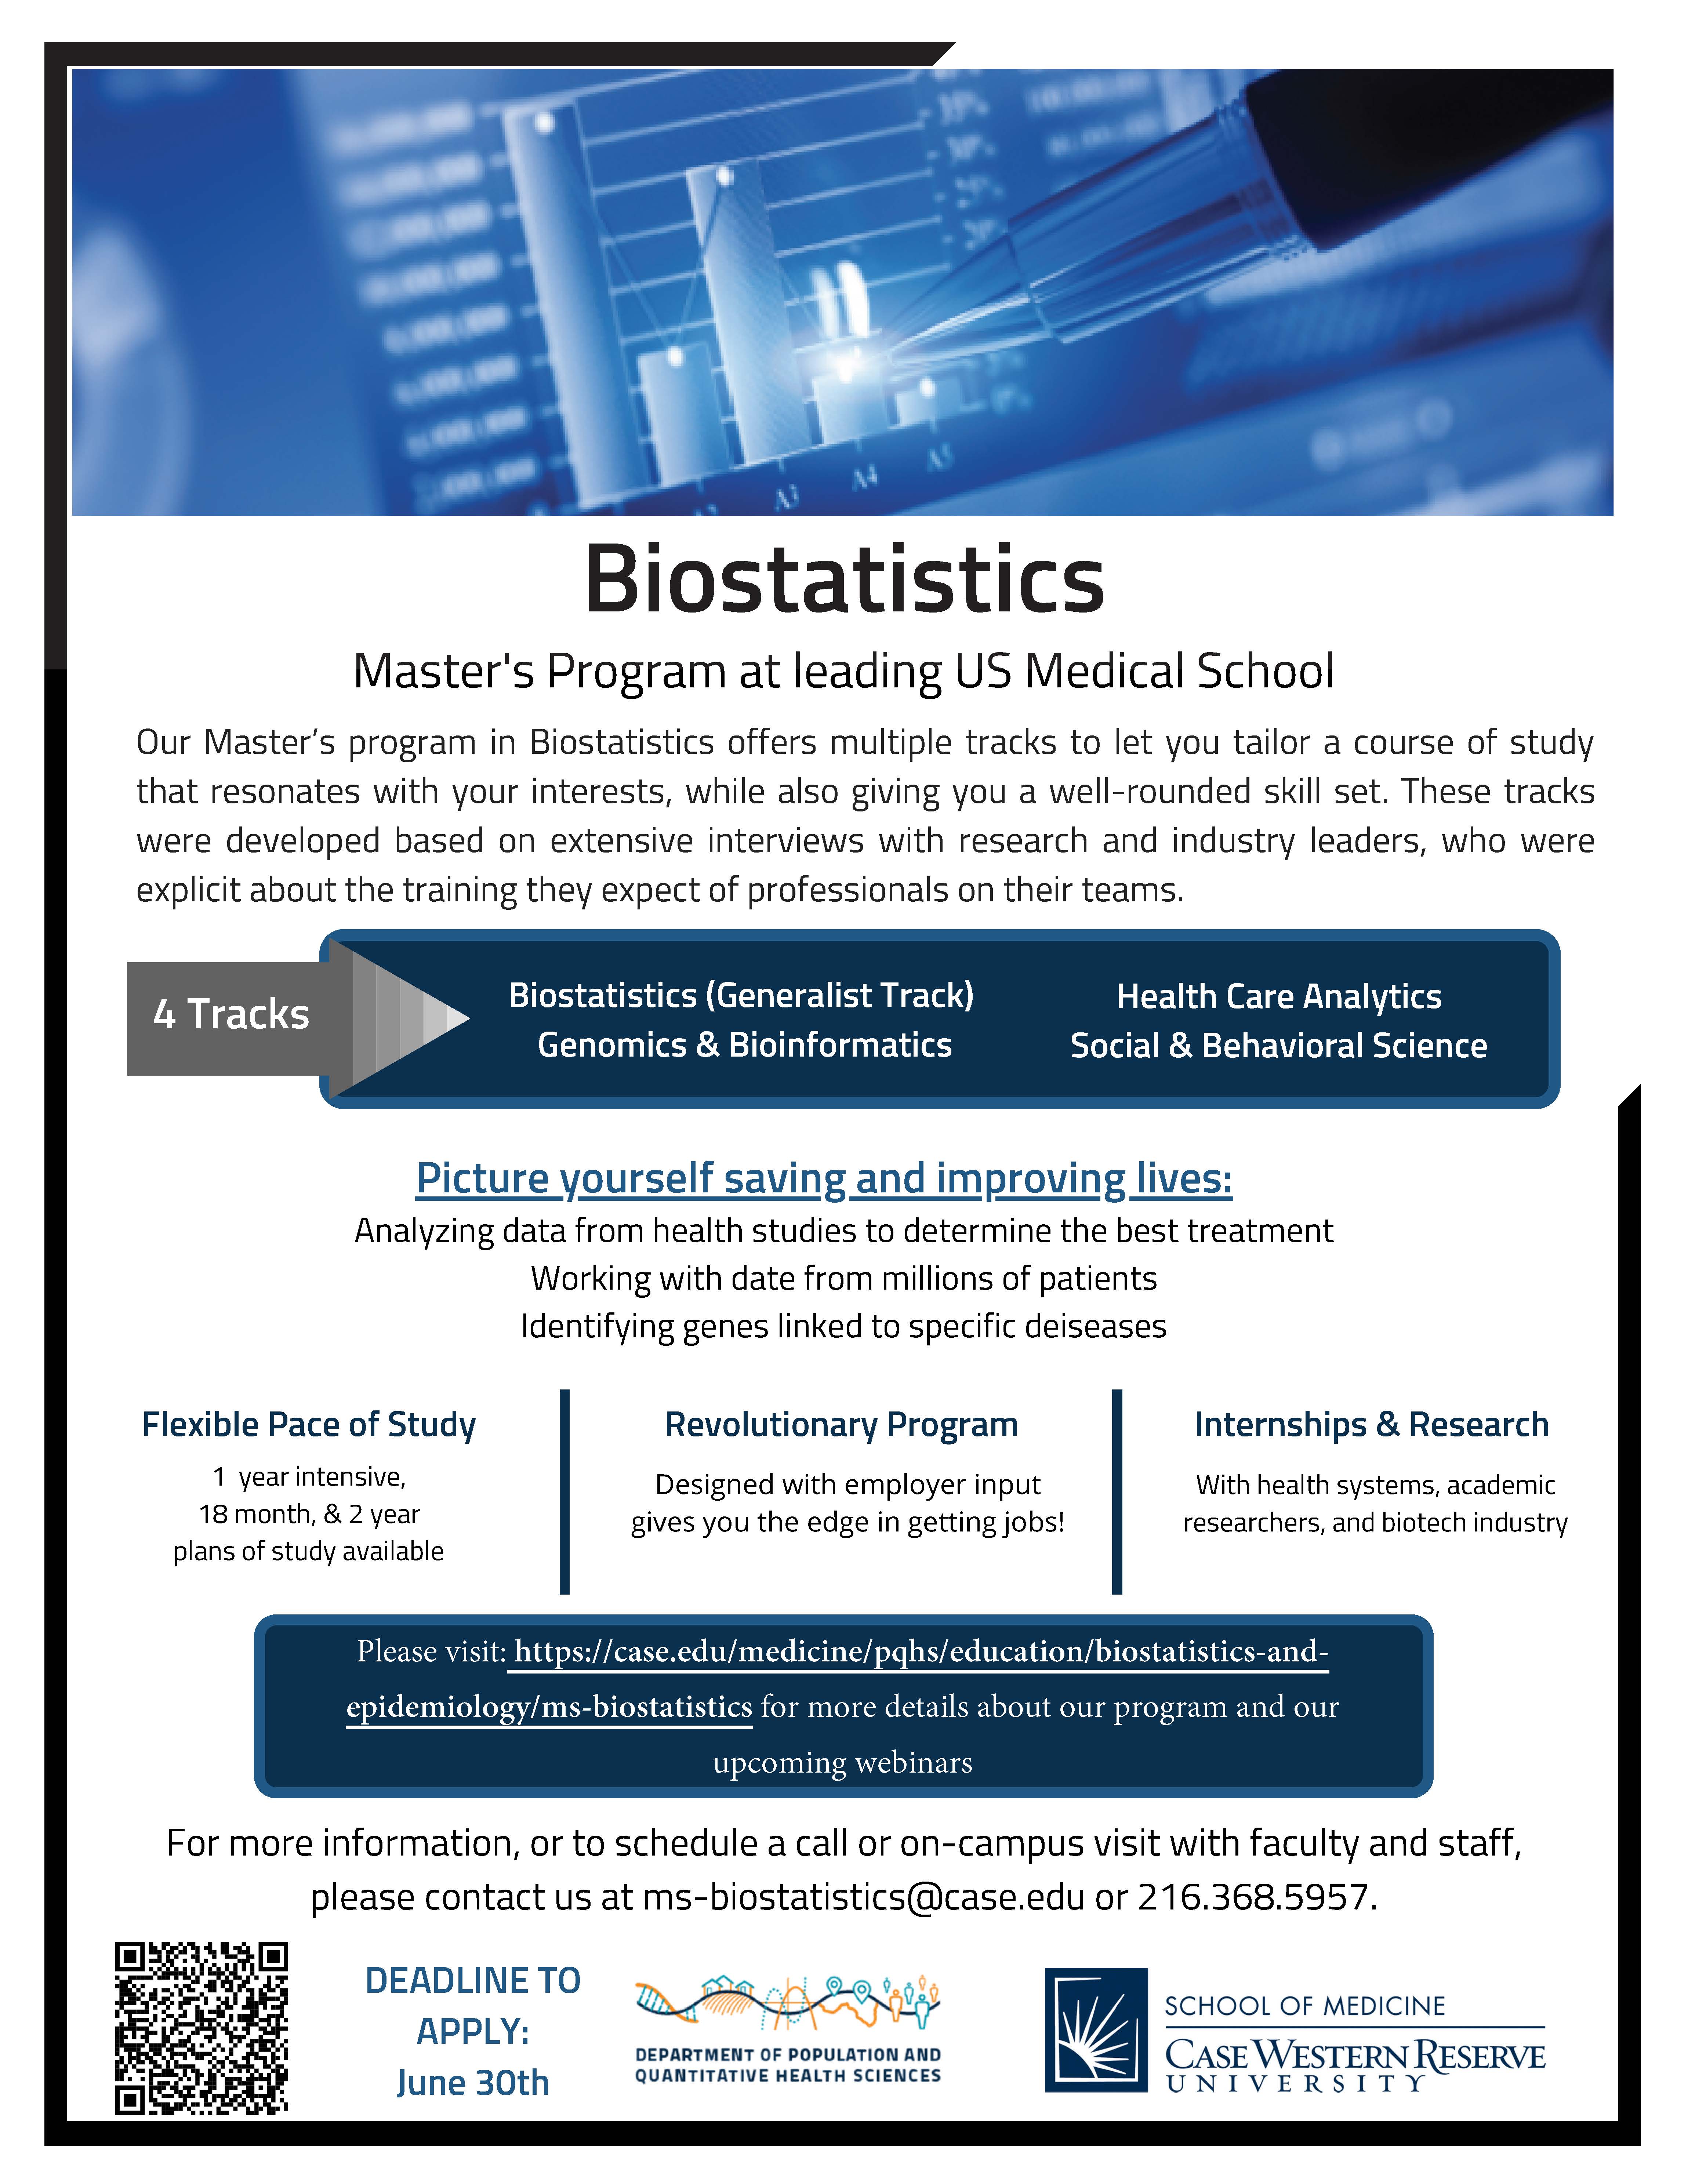 35%
30%
25%
20%
5%
0%
A3
A4
A5
Biostatistics
Master's Program at leading US Medical School
Our Master’s program in Biostatistics offers multiple tracks to let you tailor a course of study
that resonates with your interests, while also giving you a well-rounded skill set. These tracks
were developed based on extensive interviews with research and industry leaders, who were
explicit about the training they expect of professionals on their teams.
4 Tracks
Biostatistics (Generalist Track)
Genomics & Bioinformatics
Health Care Analytics
Social & Behavioral Science
Picture yourself saving and improving lives:
Analyzing data from health studies to determine the best treatment
Working with date from millions of patients
Identifying genes linked to specific deiseases
Flexible Pace of Study
1 year intensive,
18 month, & 2 year
plans of study available
Revolutionary Program
Designed with employer input
gives you the edge in getting jobs!
Internships & Research
With health systems, academic
researchers, and biotech industry
Please visit: https://case.edu/medicine/pqhs/education/biostatistics-and-
epidemiology/ms-biostatistics for more details about our program and our
upcoming webinars
For more information, or to schedule a call or on-campus visit with faculty and staff,
please contact us at ms-biostatistics@case.edu or 216.368.5957.
DEADLINE TO
APPLY:
June 30th
DEPARTMENT OF POPULATION AND
QUANTITATIVE HEALTH SCIENCES
SCHOOL OF MEDICINE
CASE WESTERN RESERVE
UNIVERSITY